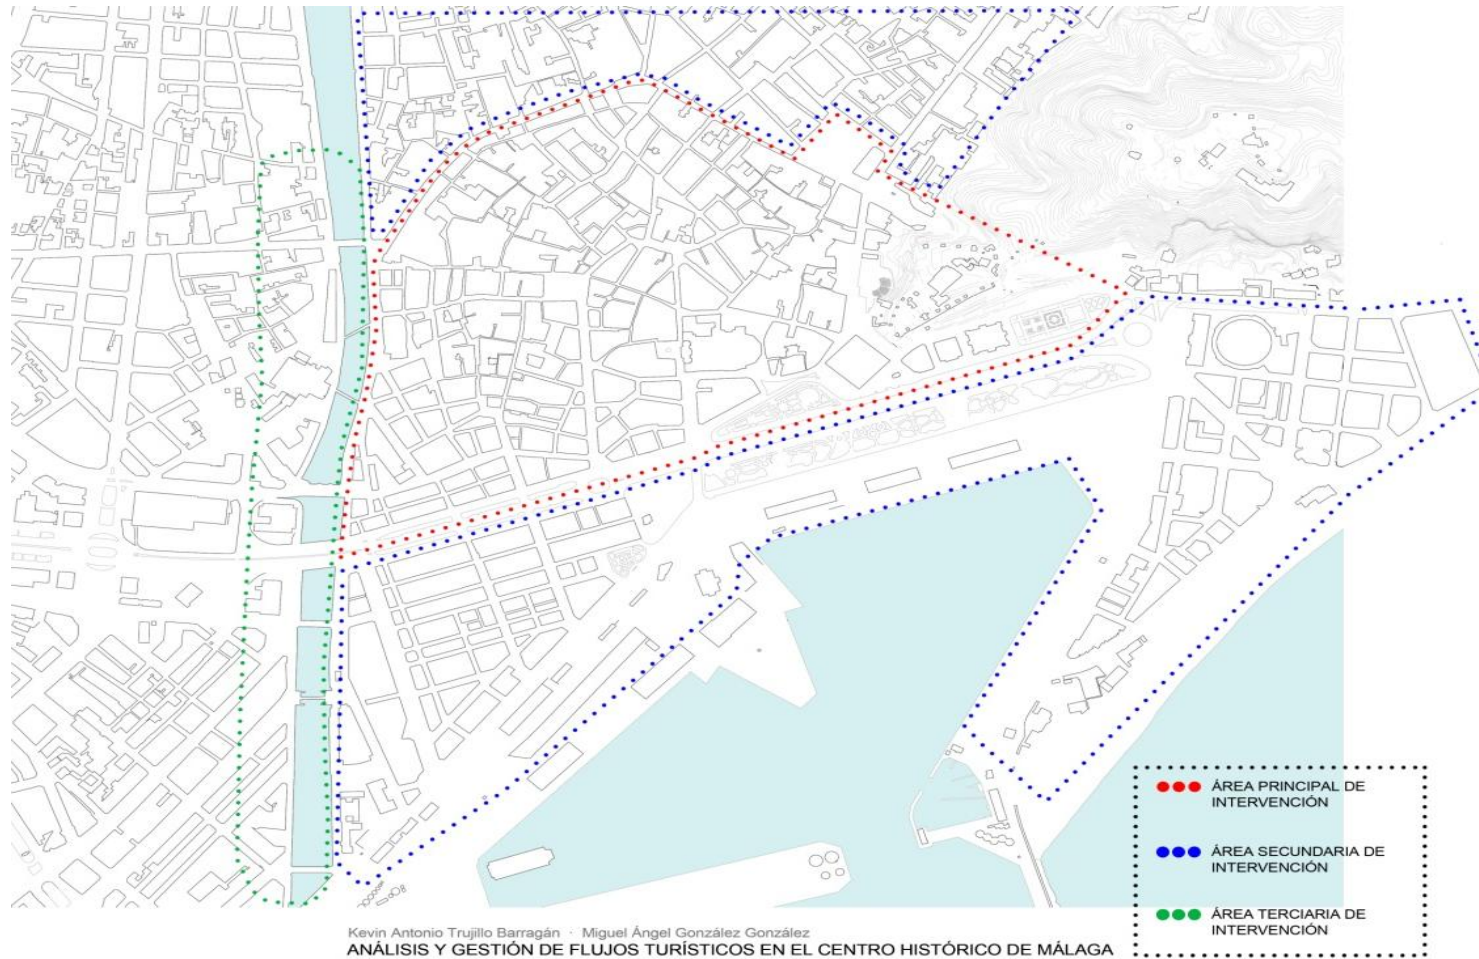 ÁREA PRINCIPAL DE
INTERVENCIÓN
ÁREA SECUNDARIA DE
INTERVENCIÓN
ÁREA TERCIARIA DE
INTERVENCIÓN
Kevin Antonio Trujillo Barragán · Miguel Ángel González González
ANÁLISIS Y GESTIÓN DE FLUJOS TURÍSTICOS EN EL CENTRO HISTÓRICO DE MÁLAGA